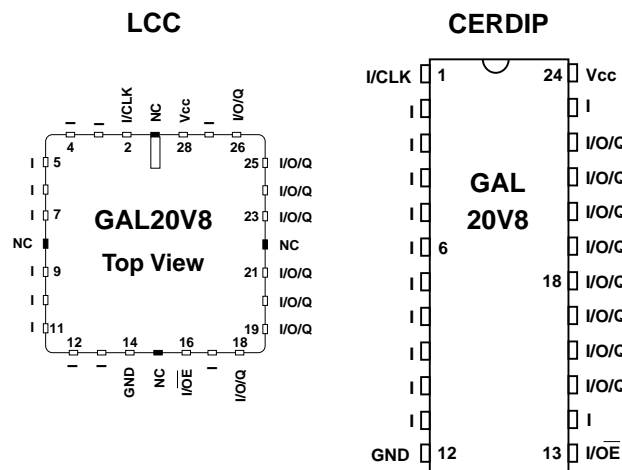 LCC
I
I
I/CLK
NC
Vcc
I
I/O/Q
4 2 28 26
I 5 25 I/O/Q
I I/O/Q
I 7 23 I/O/Q
NC NC
I 9 21 I/O/Q
I I/O/Q
I 11 19 I/O/Q
GAL20V8
Top View
12 14 16 18
I
I
GND
NC
I/OE
I
I/O/Q
CERDIP
I/CLK 1 24 Vcc
I I
I I/O/Q
I I/O/Q
I I/O/Q
I 6 I/O/Q
I 18 I/O/Q
I I/O/Q
I I/O/Q
I I/O/Q
I I
GND 12 13 I/OE
GAL
20V8